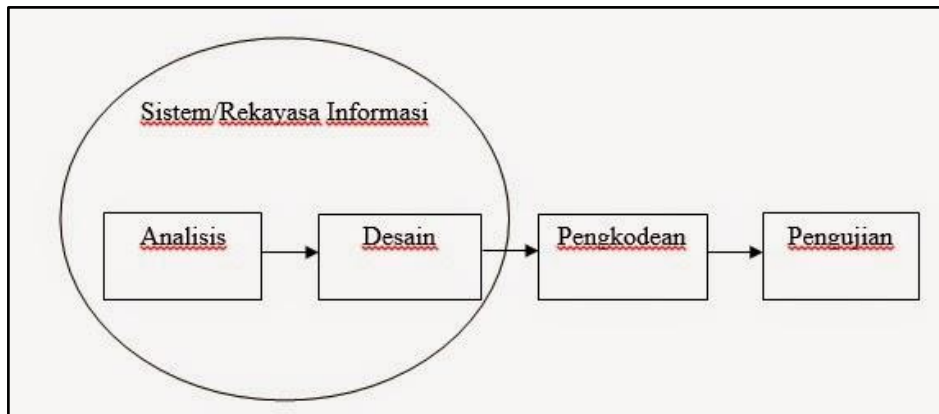 Sistem/Rekayasa Informasi
Analisis
Desain
Pengkodean
Pengujian